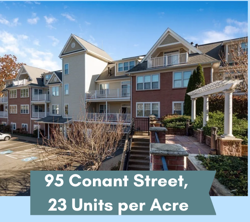 95 Conant Street,
23 Units per Acre